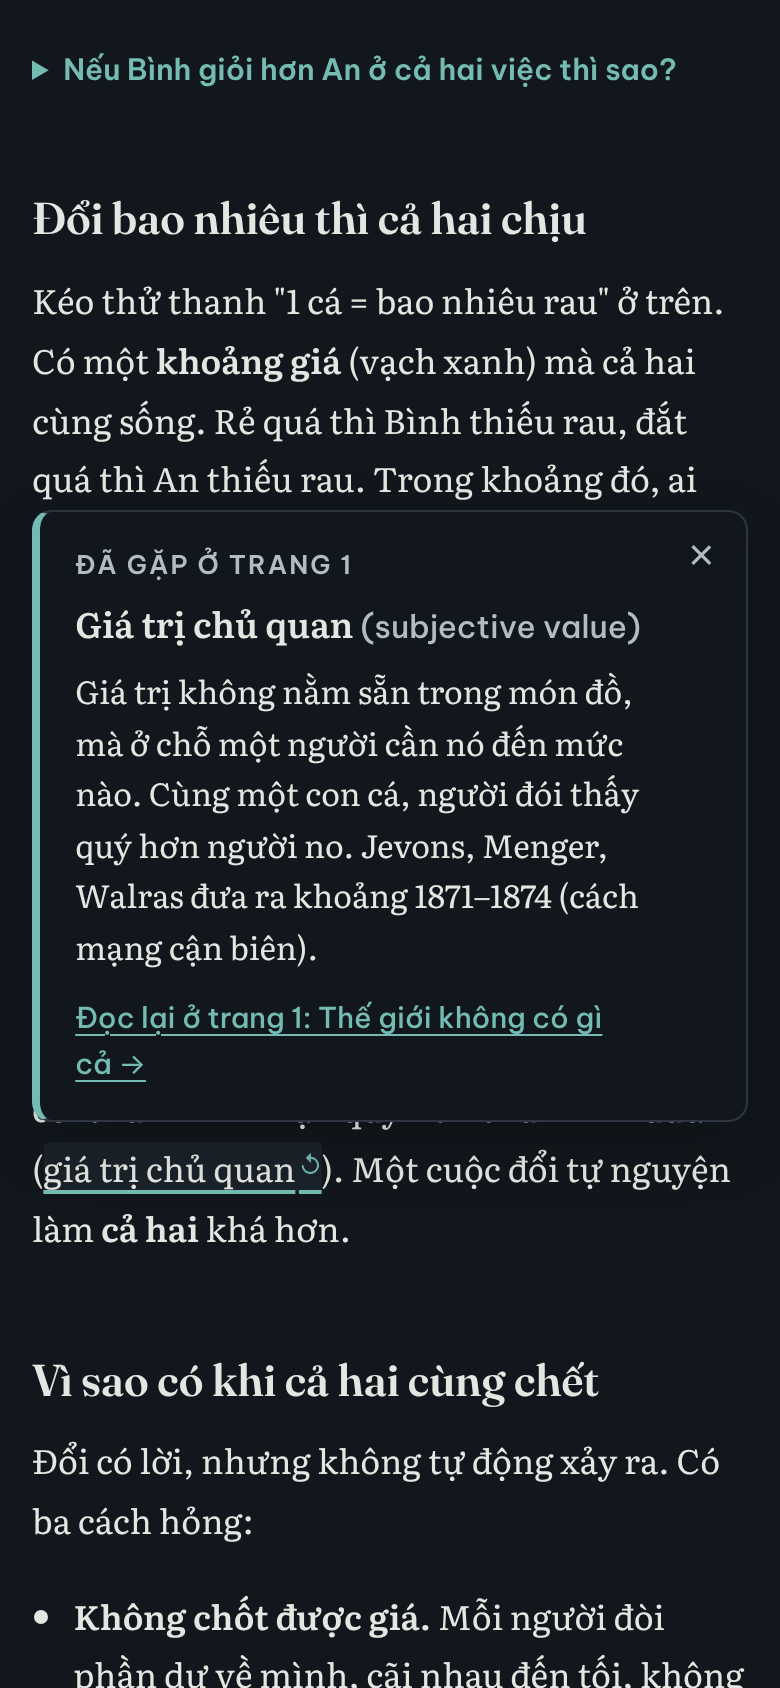 ▶ Nếu Bình giỏi hơn An ở cả hai việc thì sao?
Đổi bao nhiêu thì cả hai chịu
Kéo thử thanh "1 cá = bao nhiêu rau" ở trên.
Có một khoảng giá (vạch xanh) mà cả hai
cùng sống. Rẻ quá thì Bình thiếu rau, đắt
quá thì An thiếu rau. Trong khoảng đó, ai
ĐÃ GẶP Ở TRANG 1
Giá trị chủ quan (subjective value)
Giá trị không nằm sẵn trong món đồ,
mà ở chỗ một người cần nó đến mức
nào. Cùng một con cá, người đói thấy
quý hơn người no. Jevons, Menger,
Walras đưa ra khoảng 1871–1874 (cách
mạng cận biên).
Đọc lại ở trang 1: Thế giới không có gì
cả →
(giá trị chủ quan). Một cuộc đổi tự nguyện
làm cả hai khá hơn.
Vì sao có khi cả hai cùng chết
Đổi có lời, nhưng không tự động xảy ra. Có
ba cách hỏng:
• Không chốt được giá. Mỗi người đòi
phần dư về mình, cãi nhau đến tối, không